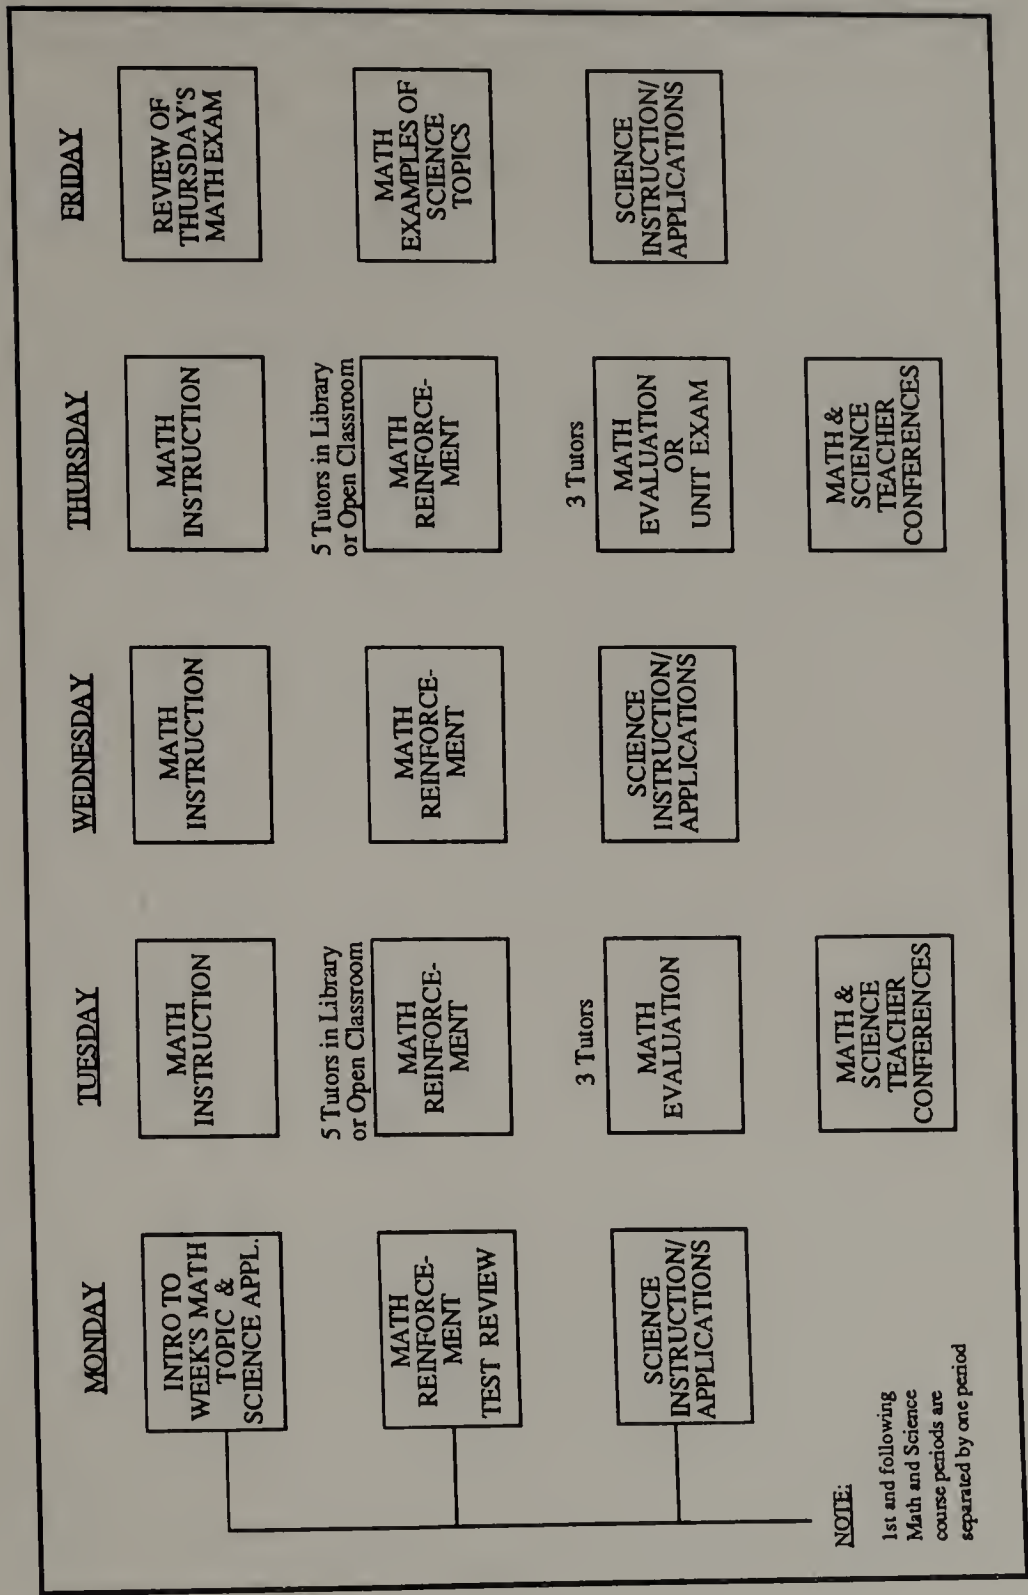 MONDAY
INTRO TO
WEEK'S MATH
TOPIC &
SCIENCE APPL.
MATH
REINFORCE-
MENT
TEST REVIEW
SCIENCE
INSTRUCTION/
APPLICATIONS
NOTE:
1st and following
Math and Science
course periods are
separated by one period
TUESDAY
MATH
INSTRUCTION
5 Tutors in Library
or Open Classroom
MATH
REINFORCE-
MENT
3 Tutors
MATH
EVALUATION
MATH &
SCIENCE
TEACHER
CONFERENCES
WEDNESDAY
MATH
INSTRUCTION
MATH
REINFORCE-
MENT
SCIENCE
INSTRUCTION/
APPLICATIONS
THURSDAY
MATH
INSTRUCTION
5 Tutors in Library
or Open Classroom
MATH
REINFORCE-
MENT
3 Tutors
MATH
EVALUATION
OR
UNIT EXAM
MATH &
SCIENCE
TEACHER
CONFERENCES
FRIDAY
REVIEW OF
THURSDAY'S
MATH EXAM
MATH
EXAMPLES OF
SCIENCE
TOPICS
SCIENCE
INSTRUCTION/
APPLICATIONS